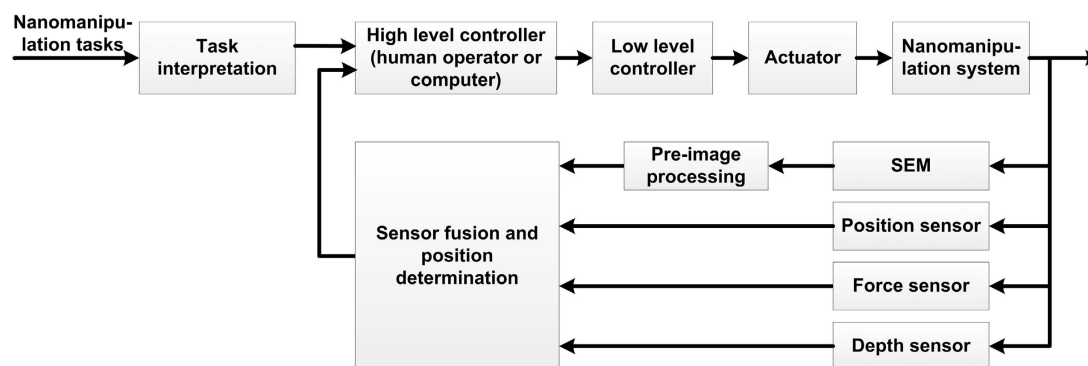 Nanomanipu-
lation tasks
Task
interpretation
High level controller
(human operator or
computer)
Low level
controller
Actuator
Nanomanipu-
lation system
Pre-image
processing
SEM
Position sensor
Sensor fusion and
position
determination
Force sensor
Depth sensor